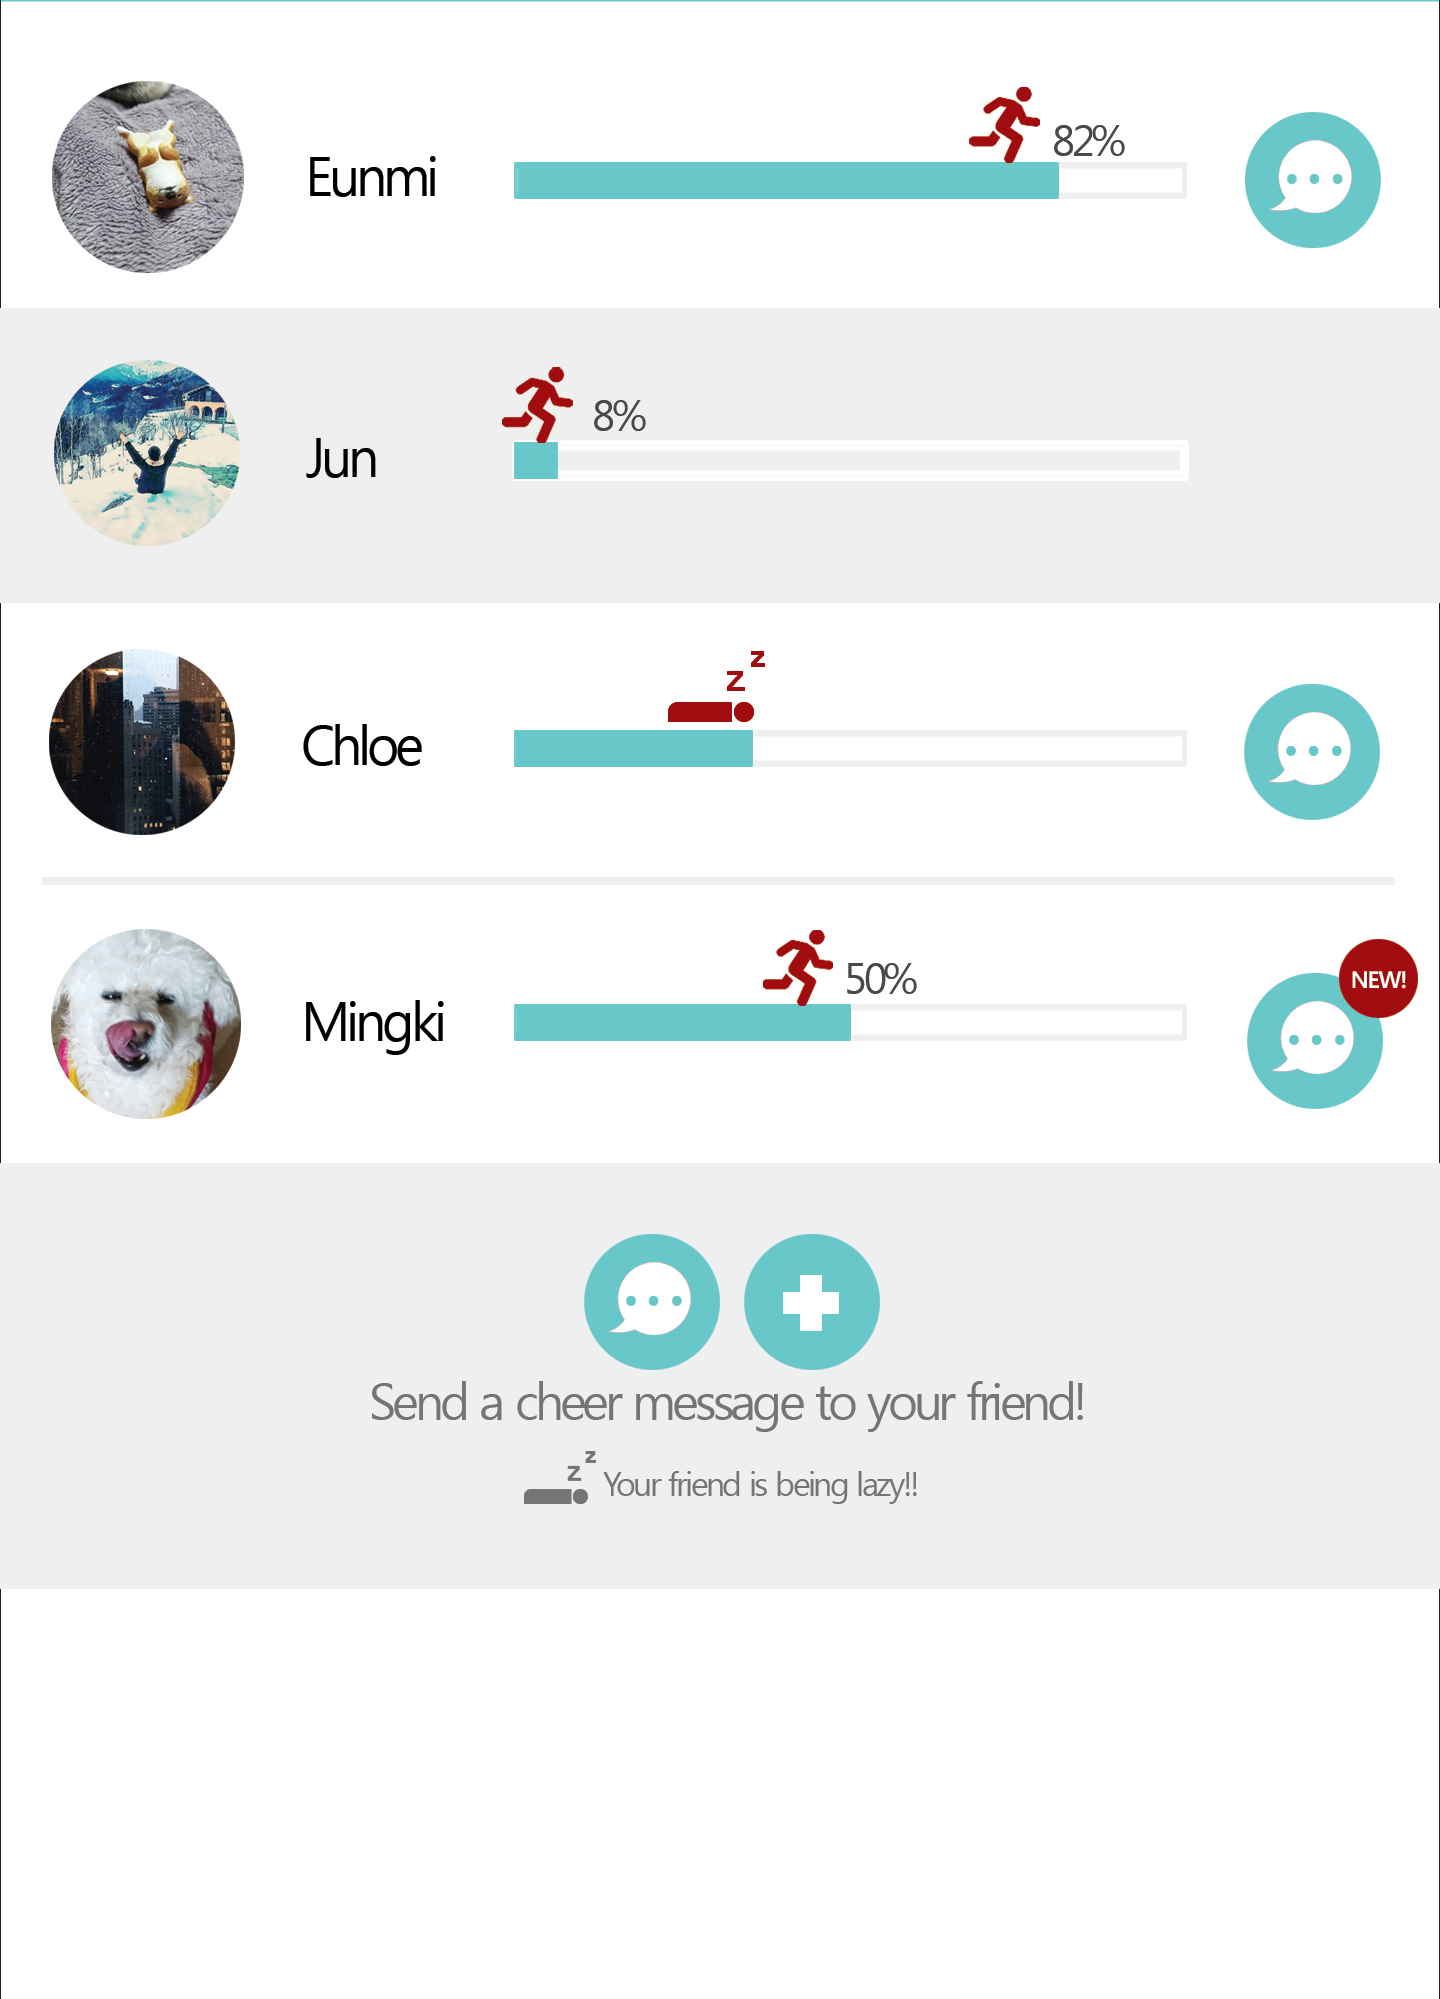 82%
Eunmi
8%
Jun
z
z
Chloe
50%
NEW!
Mingki
Send a cheer message to your friend!
z
z
Your friend is being lazy!!